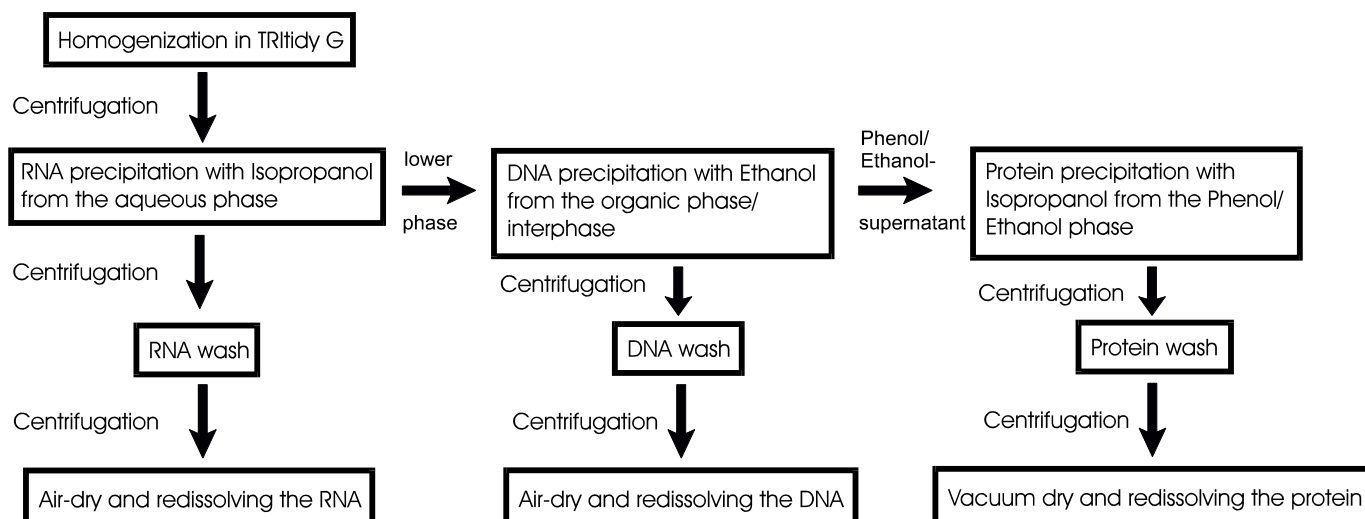 Homogenization in TRItidy G
Centrifugation
RNA precipitation with Isopropanol
from the aqueous phase
Centrifugation
RNA wash
Centrifugation
Air-dry and redissolving the RNA
lower
phase
DNA precipitation with Ethanol
from the organic phase/
interphase
Centrifugation
DNA wash
Centrifugation
Air-dry and redissolving the DNA
Phenol/
Ethanol-
supernatant
Protein precipitation with
Isopropanol from the Phenol/
Ethanol phase
Centrifugation
Protein wash
Centrifugation
Vacuum dry and redissolving the protein